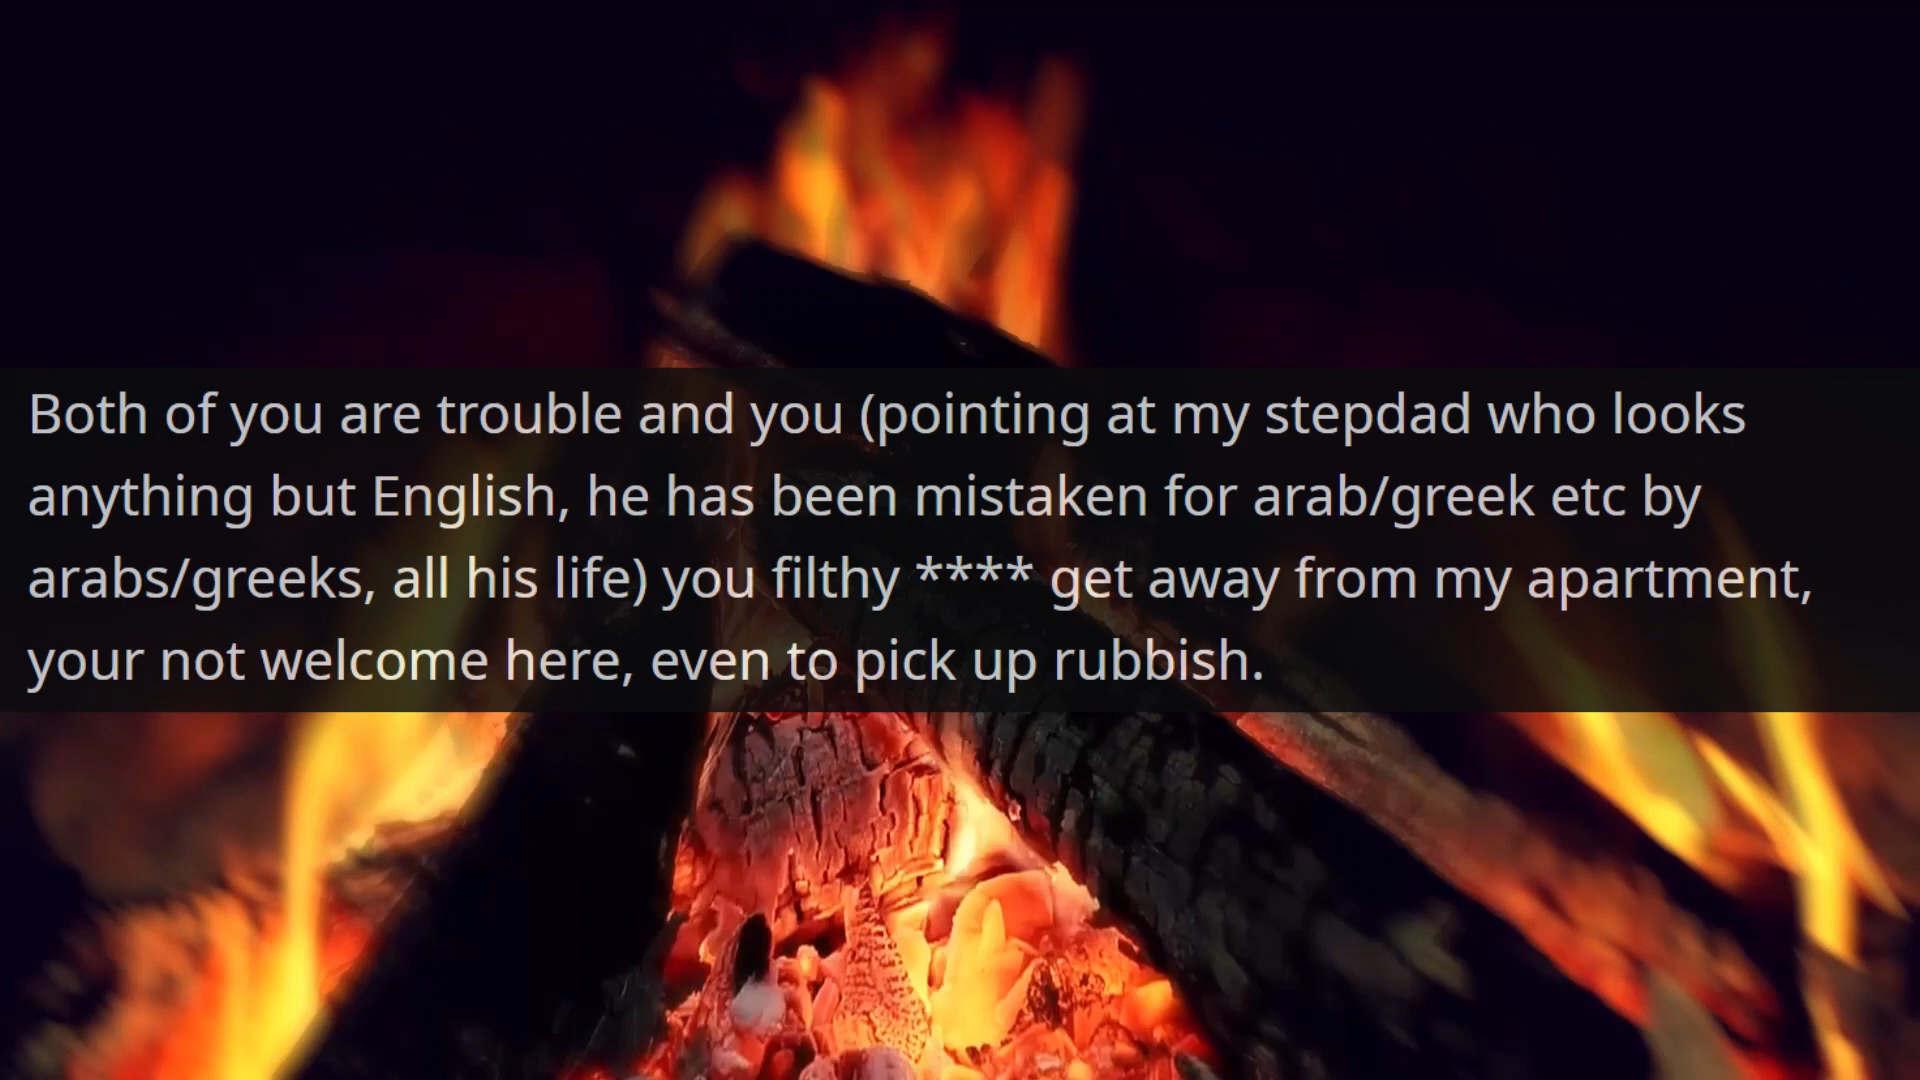 Both of you are trouble and you (pointing at my stepdad who looks
anything but English, he has been mistaken for arab/greek etc by
arabs/greeks, all his life) you filthy **** get away from my apartment,
your not welcome here, even to pick up rubbish.